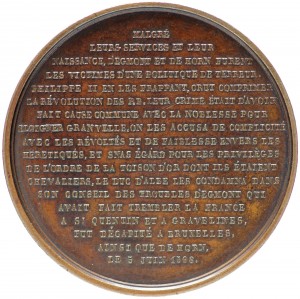 MALGRÉ
LEURS SERVICES ET LEUR
NAISSANCE, D'EGMONT ET DE HORN FURENT
LES VICTIMES D'UNE POLITIQUE DE TERREUR.
PHILIPPE II EN LES FRAPPANT, CRUT COMPRIMER
LA RÉVOLUTION DES P.B. LEUR CRIME ÉTAIT D'AVOIR
FAIT CAUSE COMMUNE AVEC LA NOBLESSE POUR
ELOIGNER GRANVELLE, ON LES ACCUSA DE COMPLICITÉ
AVEC LES RÉVOLTÉS ET DE FAIBLESSE ENVERS LES
HERETIQUES, ET SNAS ÉGARD POUR LES PRIVILÈGES
DE L'ORDRE DE LA TOISON D'OR DONT ILS ÉTAIENT
CHEVALIERS, LE DUC D'ALBE LES CONDAMNA DANS
SON CONSEIL DES TROUBLES D'EGMONT QUI
AVAIT FAIT TREMBLER LA FRANCE
A ST QUENTIN ET A GRAVELINES,
FUT DÉCAPITÉ A BRUXELLES,
AINSI QUE DE HORN,
LE 5 JUIN 1568.